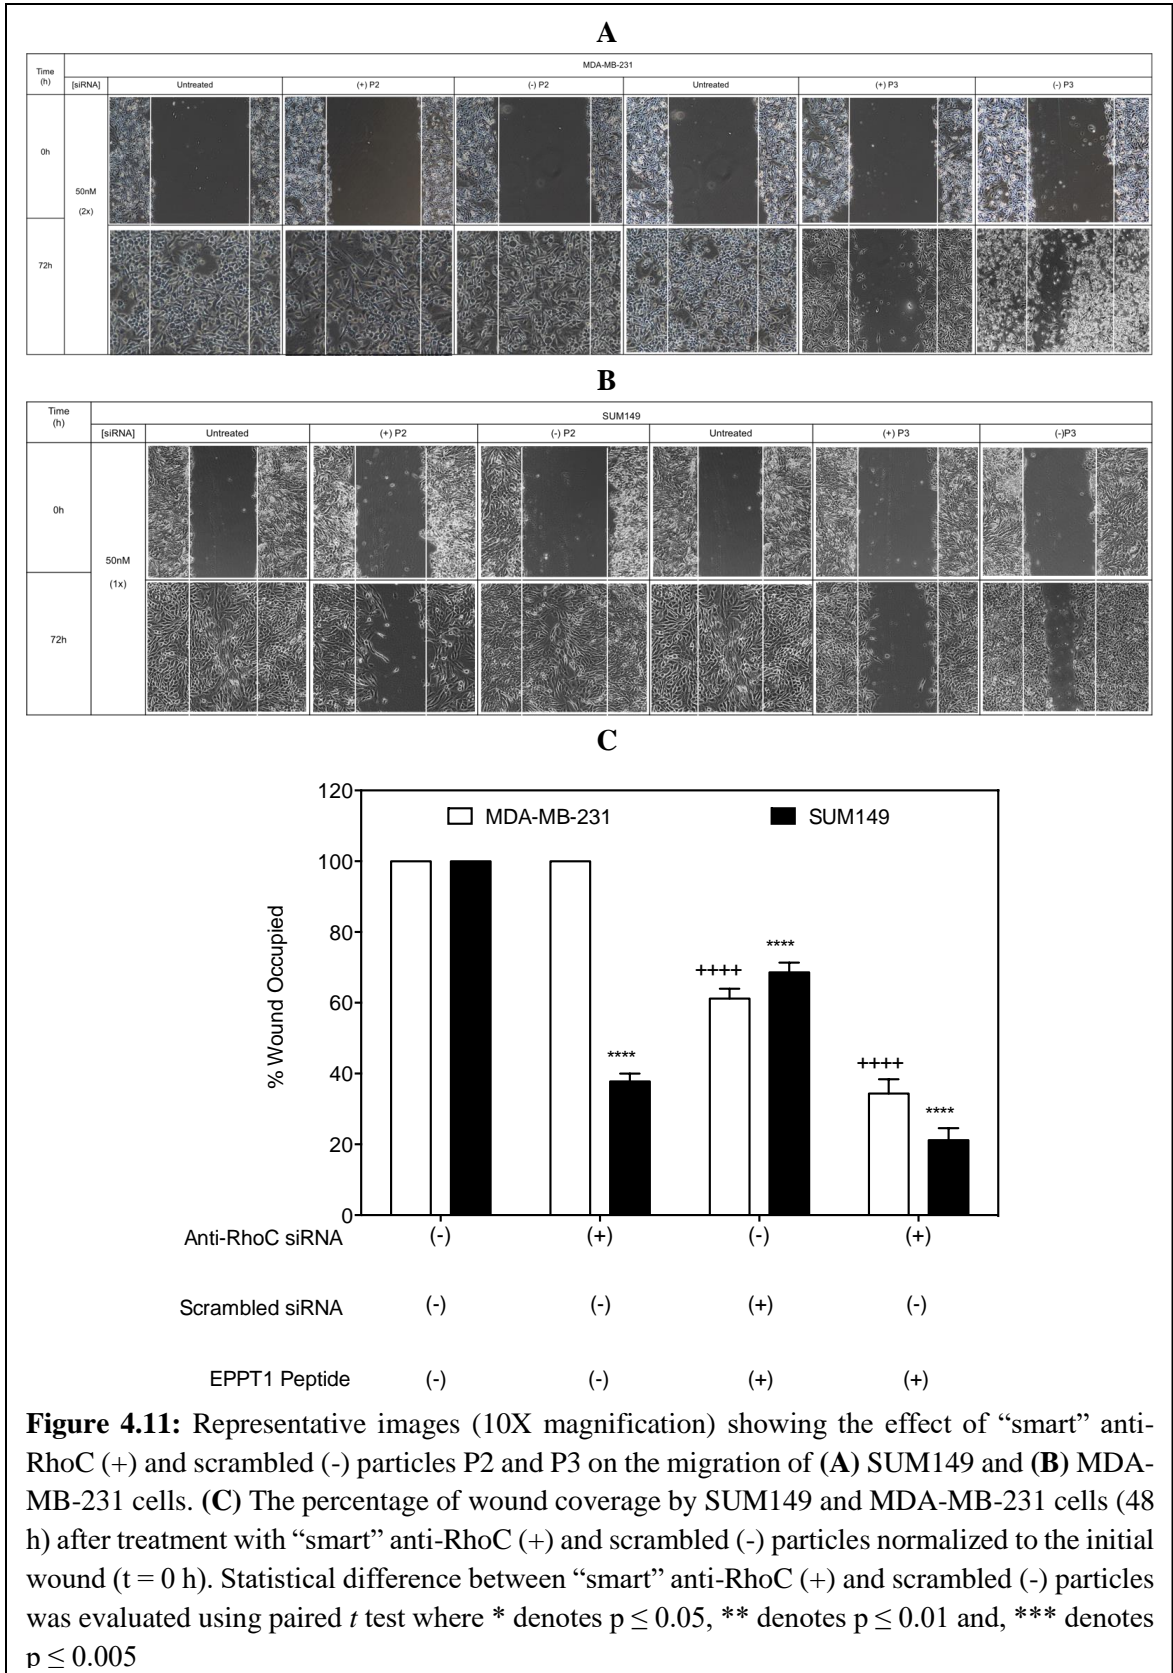 A
Time
(h)
MDA-MB-231
[siRNA]
Untreated
(+) P2
(-) P2
Untreated
(+) P3
(-) P3
0h
50nM
(2x)
72h
B
Time
(h)
SUM149
[siRNA]
Untreated
(+) P2
(-) P2
Untreated
(+) P3
(-)P3
0h
50nM
(1x)
72h
C
120
MDA-MB-231
SUM149
100
80
60
40
20
0
% Wound Occupied
****
++++
****
++++
****
Anti-RhoC siRNA (-) (+) (-) (+)
Scrambled siRNA (-) (-) (+) (-)
EPPT1 Peptide (-) (-) (+) (+)
Figure 4.11: Representative images (10X magnification) showing the effect of “smart” anti-
RhoC (+) and scrambled (-) particles P2 and P3 on the migration of (A) SUM149 and (B) MDA-
MB-231 cells. (C) The percentage of wound coverage by SUM149 and MDA-MB-231 cells (48
h) after treatment with “smart” anti-RhoC (+) and scrambled (-) particles normalized to the initial
wound (t = 0 h). Statistical difference between “smart” anti-RhoC (+) and scrambled (-) particles
was evaluated using paired t test where * denotes p ≤ 0.05, ** denotes p ≤ 0.01 and, *** denotes
p ≤ 0.005